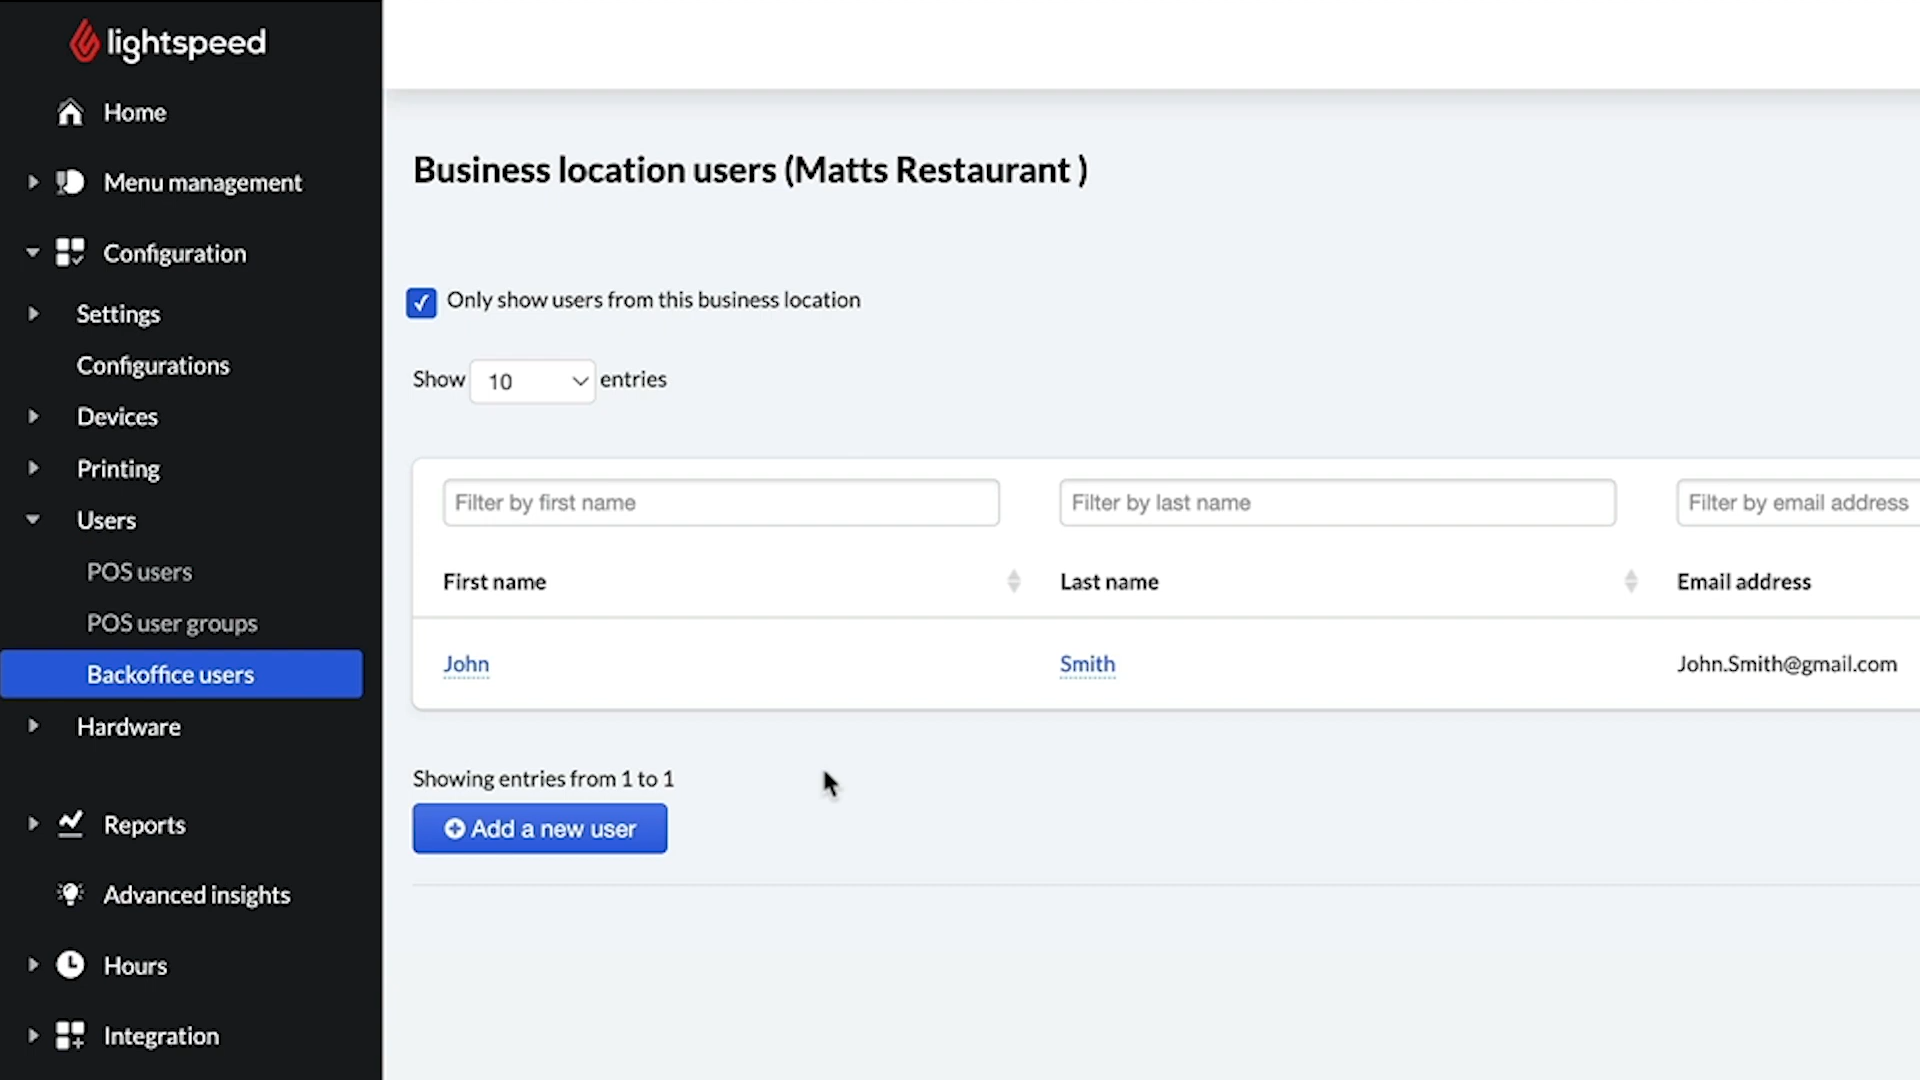 lightspeed
Home
Menu management
Configuration
Settings
Configurations
Devices
Printing
Users
POS users
POS user groups
Backoffice users
Hardware
Reports
Advanced insights
Hours
Integration
Business location users (Matts Restaurant )
Only show users from this business location
Show 10 entries
Filter by first name Filter by last name Filter by email address
First name Last name Email address
John Smith John.Smith@gmail.com
Showing entries from 1 to 1
Add a new user